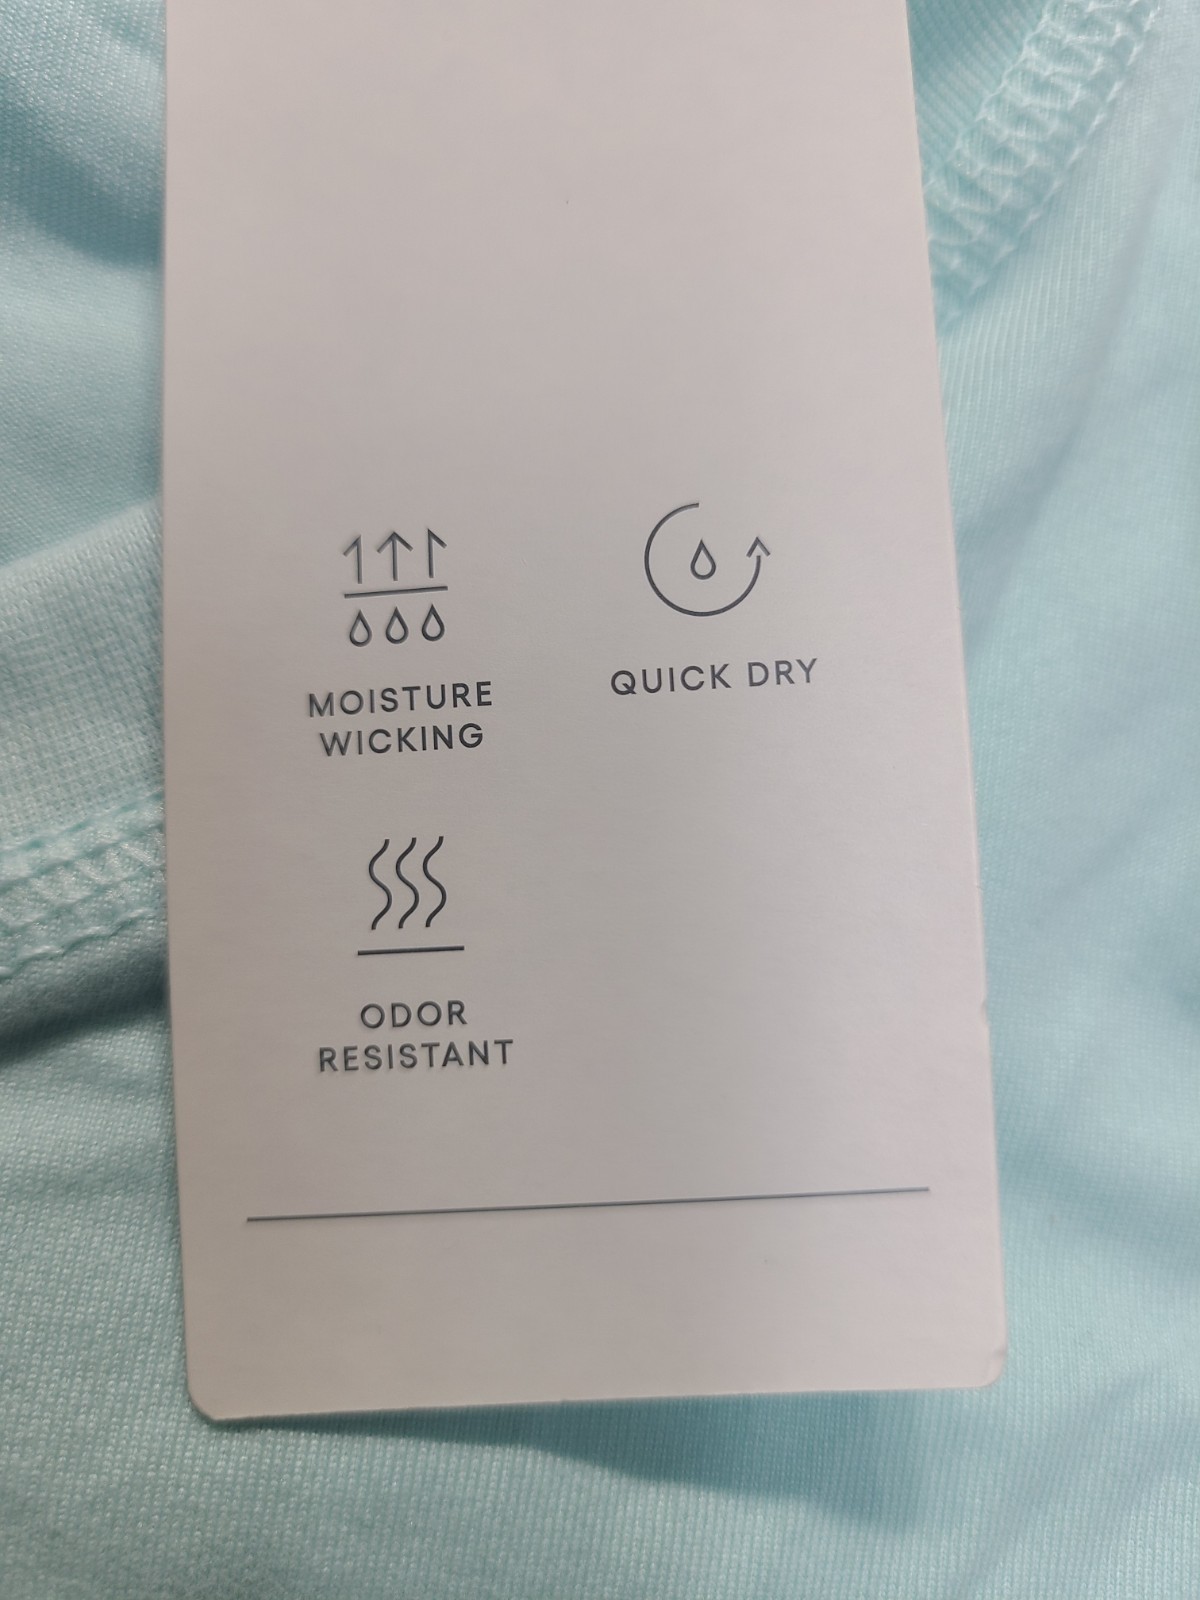 MOISTURE
WICKING
QUICK DRY
ODOR
RESISTANT